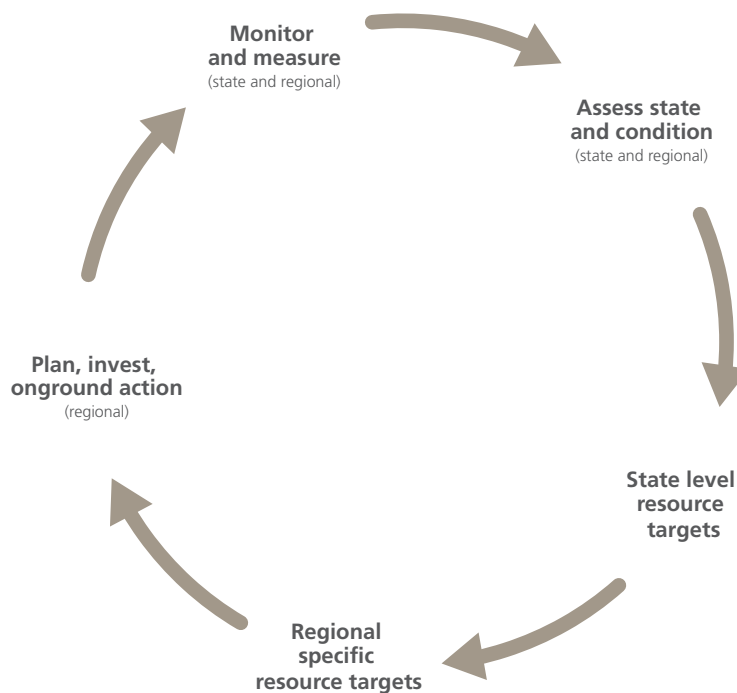 Monitor
and measure
(state and regional)
Assess state
and condition
(state and regional)
State level
resource
targets
Regional
specific
resource targets
Plan, invest,
onground action
(regional)